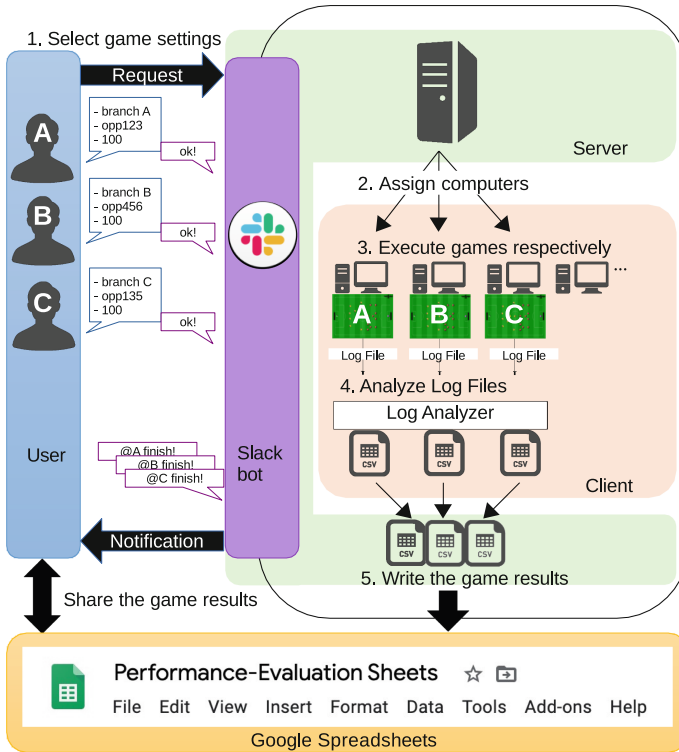 1. Select game settings
Request
A
- branch A
- opp123
- 100
ok!
B
- branch B
- opp456
- 100
ok!
C
- branch C
- opp135
- 100
ok!
User
@A finish!
@B finish!
@C finish!
Slack
bot
Notification
Server
2. Assign computers
3. Execute games respectively
...
A
B
C
Log File
Log File
Log File
4. Analyze Log Files
Log Analyzer
CSV
CSV
CSV
Client
CSV
CSV
CSV
5. Write the game results
Share the game results
Performance-Evaluation Sheets
File Edit View Insert Format Data Tools Add-ons Help
Google Spreadsheets